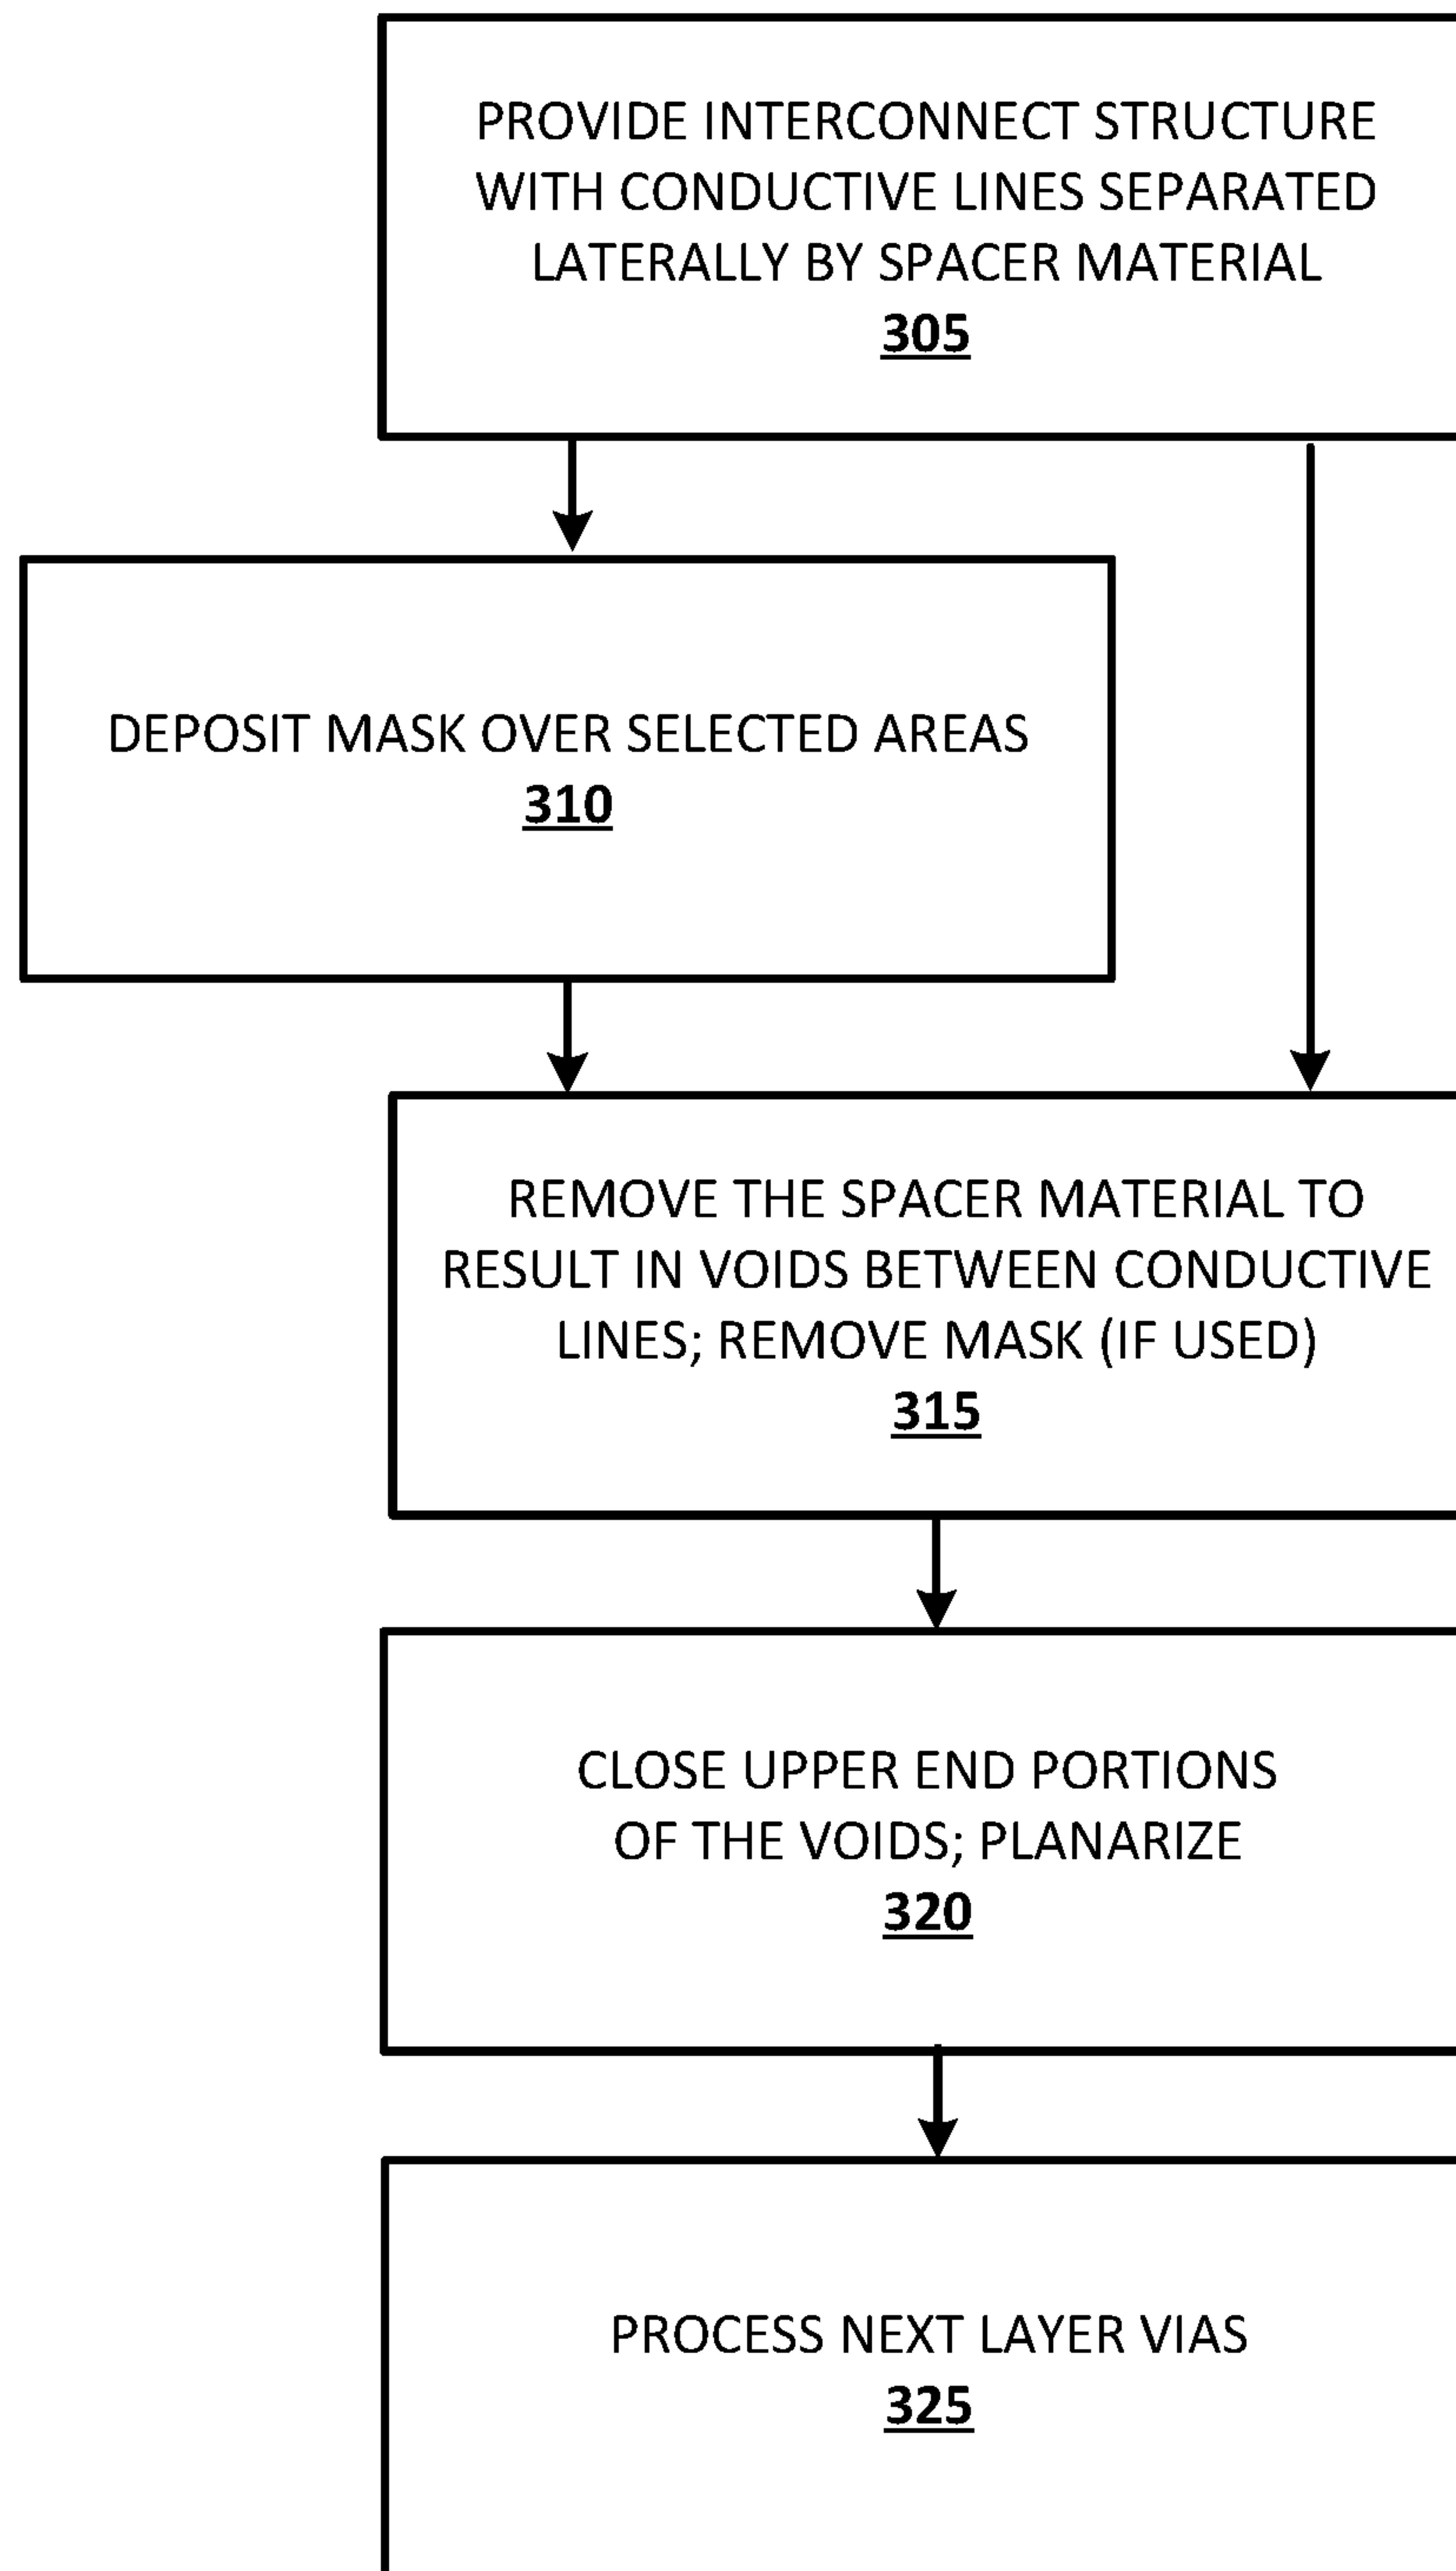 PROVIDE INTERCONNECT STRUCTURE
WITH CONDUCTIVE LINES SEPARATED
LATERALLY BY SPACER MATERIAL
305
DEPOSIT MASK OVER SELECTED AREAS
310
REMOVE THE SPACER MATERIAL TO
RESULT IN VOIDS BETWEEN CONDUCTIVE
LINES; REMOVE MASK (IF USED)
315
CLOSE UPPER END PORTIONS
OF THE VOIDS; PLANARIZE
320
PROCESS NEXT LAYER VIAS
325